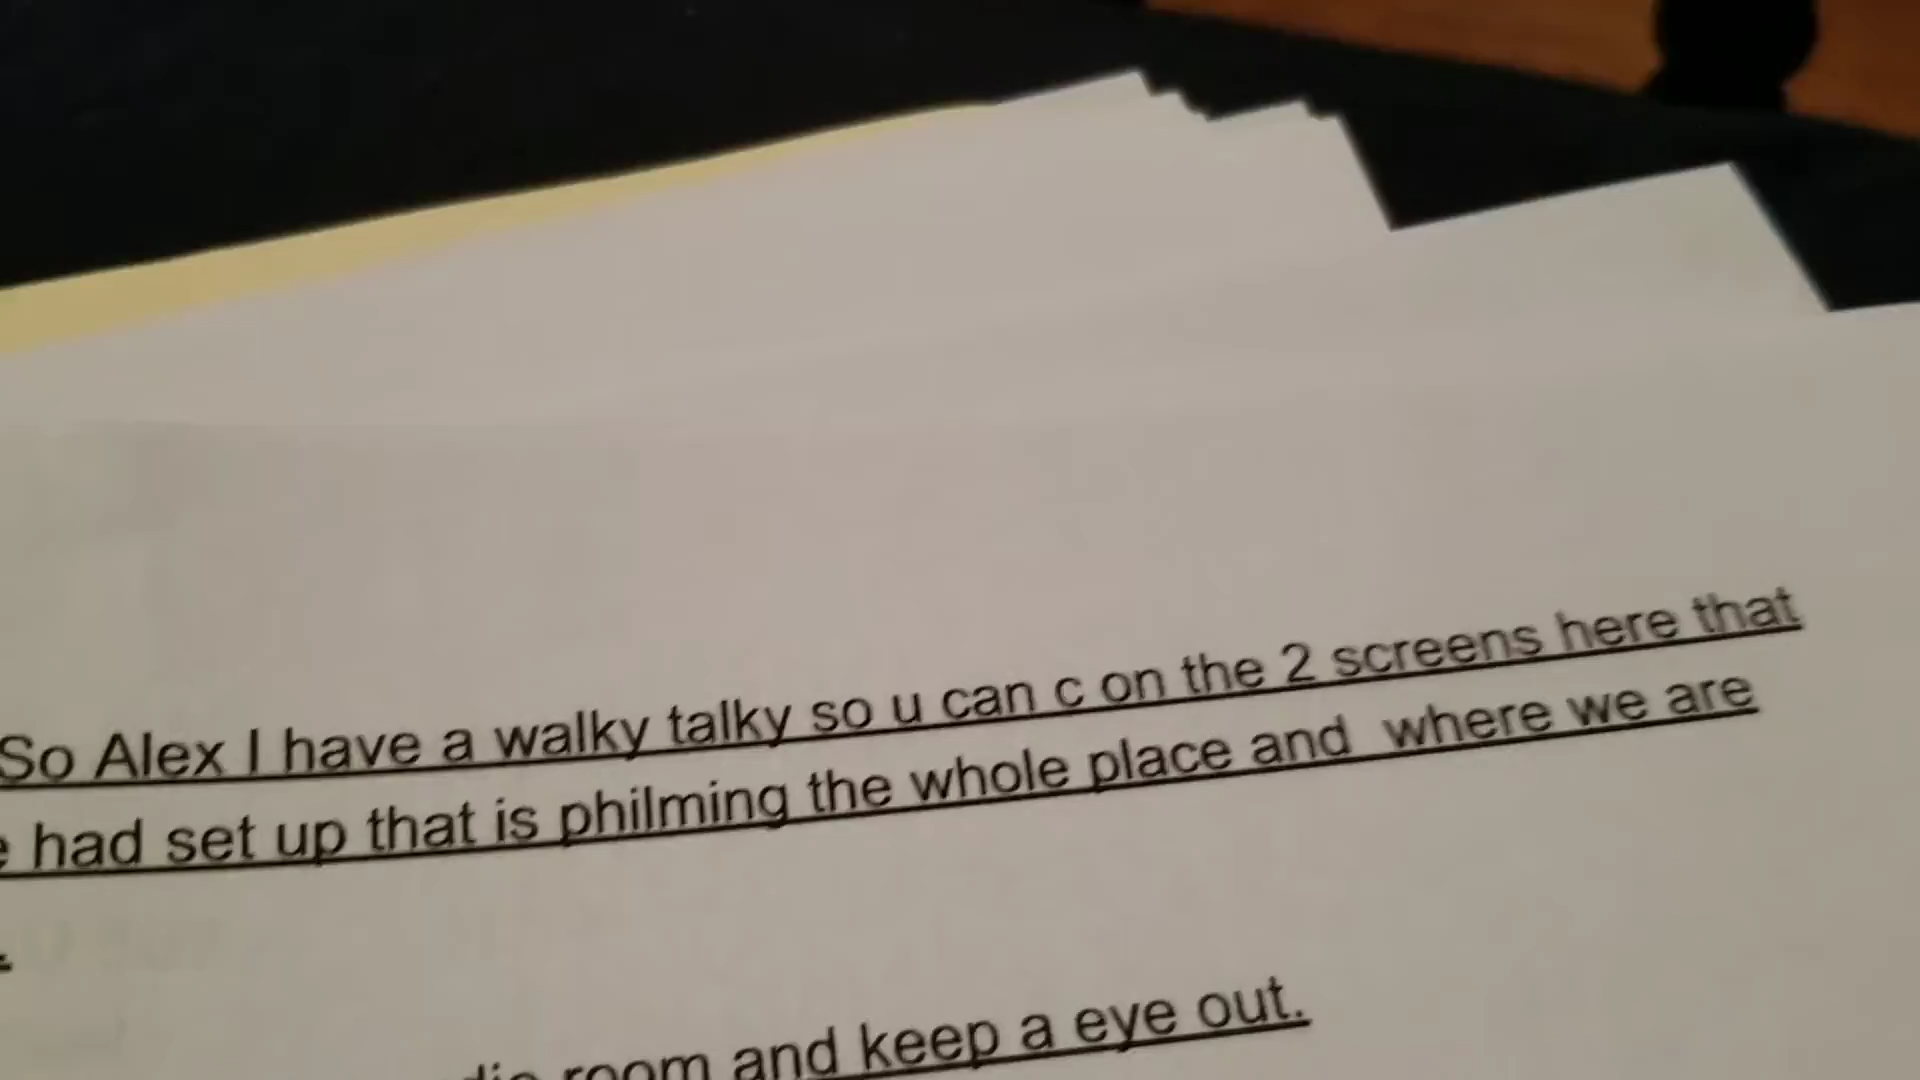 So Alex I have a walky talky so u can c on the 2 screens here that
had set up that is philming the whole place and  where we are
room and keep a eye out.